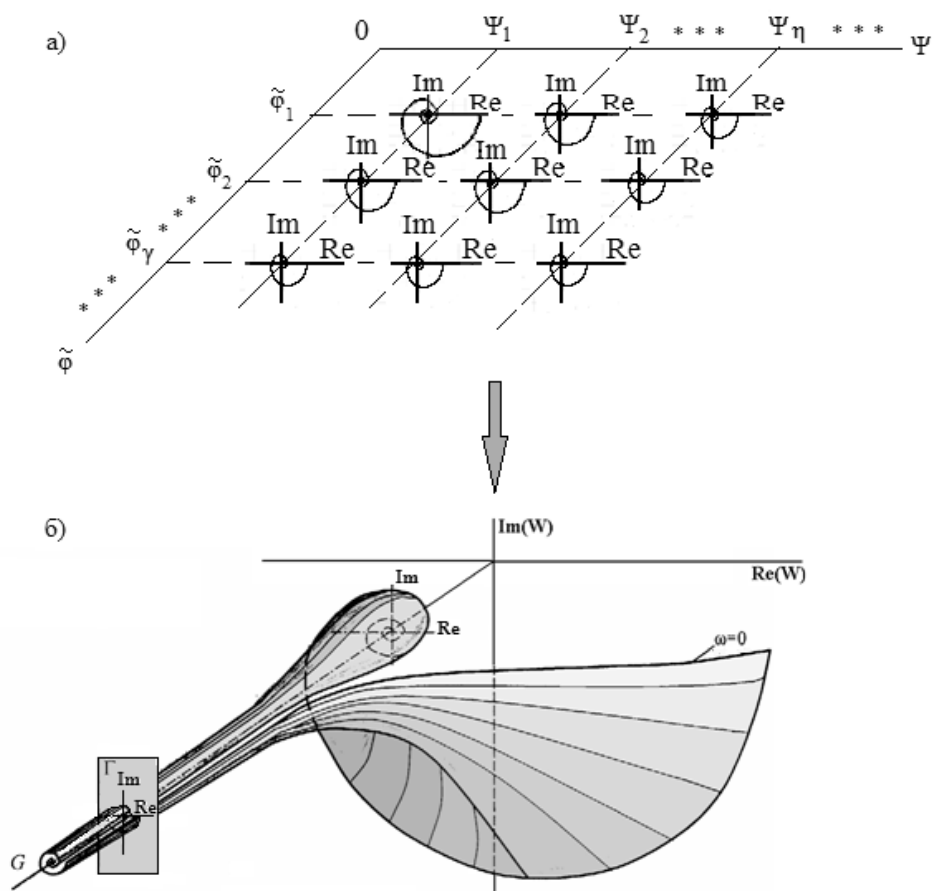 а)
0 Ψ1 Ψ2 * * * Ψη * * * Ψ
φ̃1 Im Re Im Re Im Re
φ̃2 Im Re Im Re Im Re
* * *
φ̃γ Im Re Im Re Im Re
* * *
φ̃
б)
Im(W)
Re(W)
Im
Re
ω=0
Γ
Im
Re
G